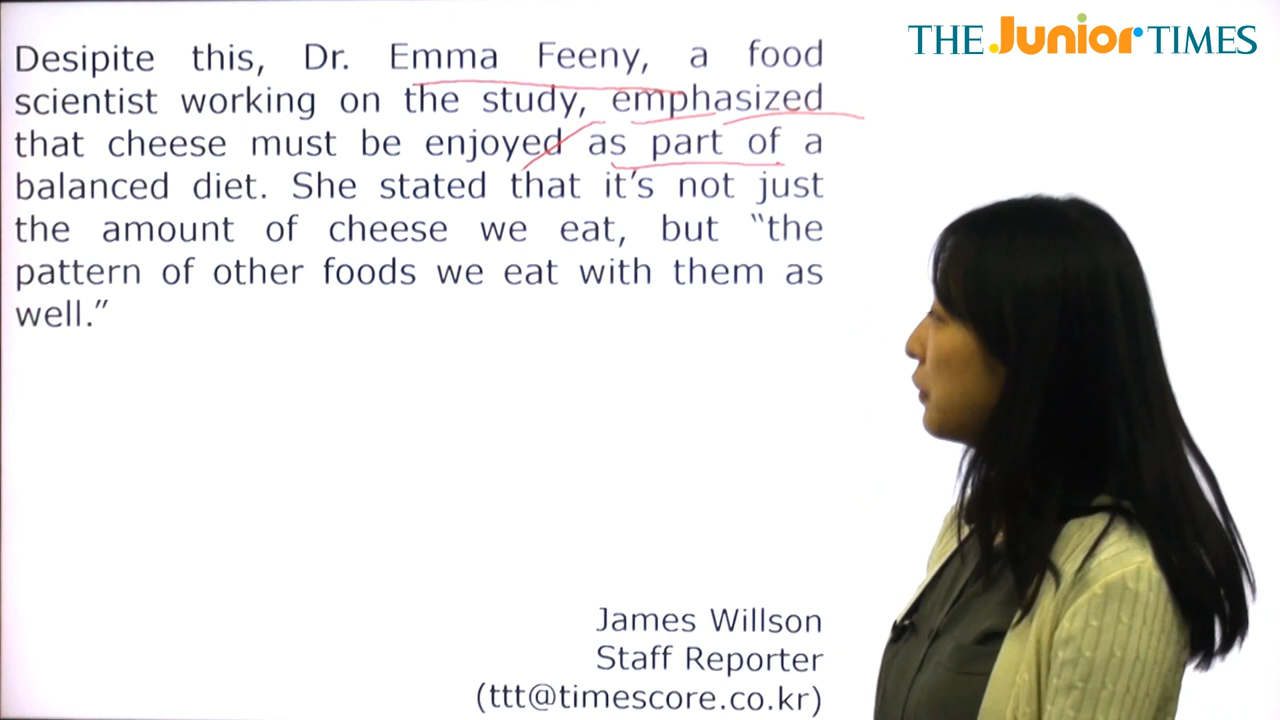 THE Junior TIMES
Desipite this, Dr. Emma Feeny, a food
scientist working on the study, emphasized
that cheese must be enjoyed as part of a
balanced diet. She stated that it's not just
the amount of cheese we eat, but “the
pattern of other foods we eat with them as
well.”
James Willson
Staff Reporter
(ttt@timescore.co.kr)